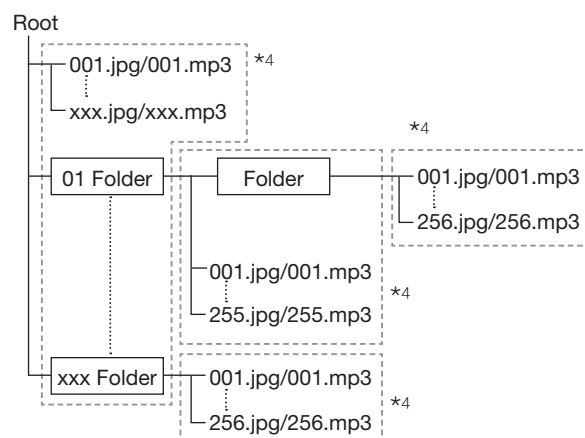 Root
001.jpg/001.mp3
*4
xxx.jpg/xxx.mp3
*4
01 Folder
Folder
001.jpg/001.mp3
256.jpg/256.mp3
001.jpg/001.mp3
*4
255.jpg/255.mp3
xxx Folder
001.jpg/001.mp3
*4
256.jpg/256.mp3